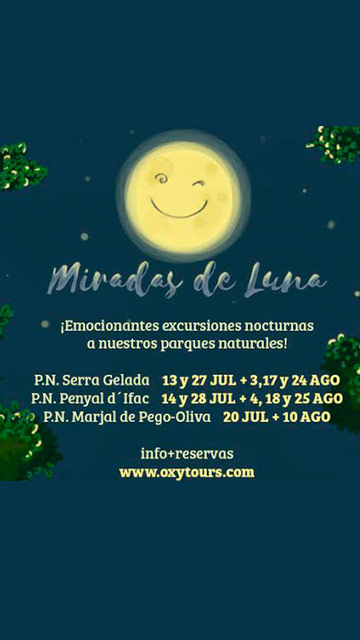 Miradas de Luna
¡Emocionantes excursiones nocturnas
a nuestros parques naturales!
P.N. Serra Gelada 13 y 27 JUL + 3,17 y 24 AGO
P.N. Penyal d´Ifac 14 y 28 JUL + 4, 18 y 25 AGO
P.N. Marjal de Pego-Oliva 20 JUL + 10 AGO
info+reservas
www.oxytours.com